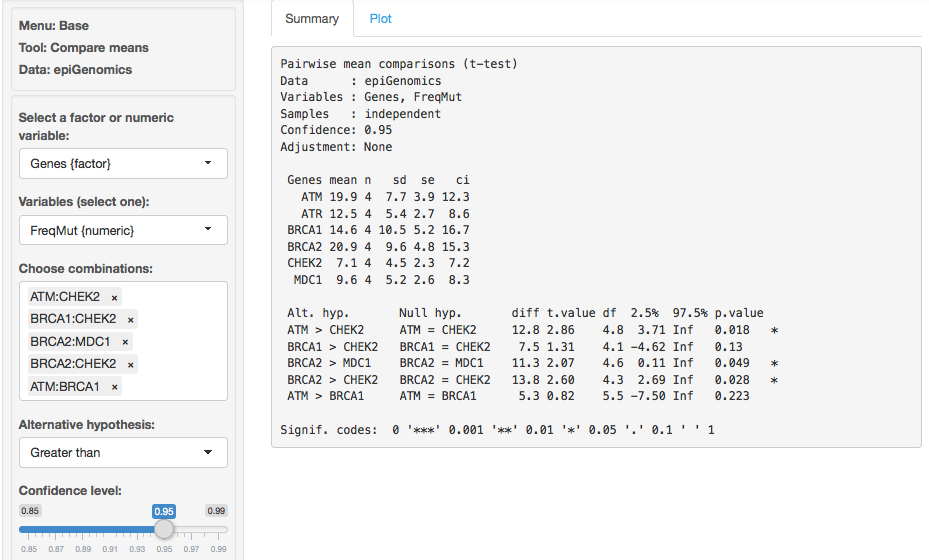 Menu: Base
Tool: Compare means
Data: epiGenomics
Select a factor or numeric
variable:
Genes {factor}
Variables (select one):
FreqMut {numeric}
Choose combinations:
ATM:CHEK2 ×
BRCA1:CHEK2 ×
BRCA2:MDC1 ×
BRCA2:CHEK2 ×
ATM:BRCA1 ×
Alternative hypothesis:
Greater than
Confidence level:
0.85 0.95 0.99
0.85 0.87 0.89 0.91 0.93 0.95 0.97 0.99
Summary Plot
Pairwise mean comparisons (t-test)
Data : epiGenomics
Variables : Genes, FreqMut
Samples : independent
Confidence: 0.95
Adjustment: None
Genes mean n sd se ci
ATM 19.9 4 7.7 3.9 12.3
ATR 12.5 4 5.4 2.7 8.6
BRCA1 14.6 4 10.5 5.2 16.7
BRCA2 20.9 4 9.6 4.8 15.3
CHEK2 7.1 4 4.5 2.3 7.2
MDC1 9.6 4 5.2 2.6 8.3
Alt. hyp. Null hyp. diff t.value df 2.5% 97.5% p.value
ATM > CHEK2 ATM = CHEK2 12.8 2.86 4.8 3.71 Inf 0.018 *
BRCA1 > CHEK2 BRCA1 = CHEK2 7.5 1.31 4.1 -4.62 Inf 0.13
BRCA2 > MDC1 BRCA2 = MDC1 11.3 2.07 4.6 0.11 Inf 0.049 *
BRCA2 > CHEK2 BRCA2 = CHEK2 13.8 2.60 4.3 2.69 Inf 0.028 *
ATM > BRCA1 ATM = BRCA1 5.3 0.82 5.5 -7.50 Inf 0.223
Signif. codes: 0 '***' 0.001 '**' 0.01 '*' 0.05 '.' 0.1 ' ' 1